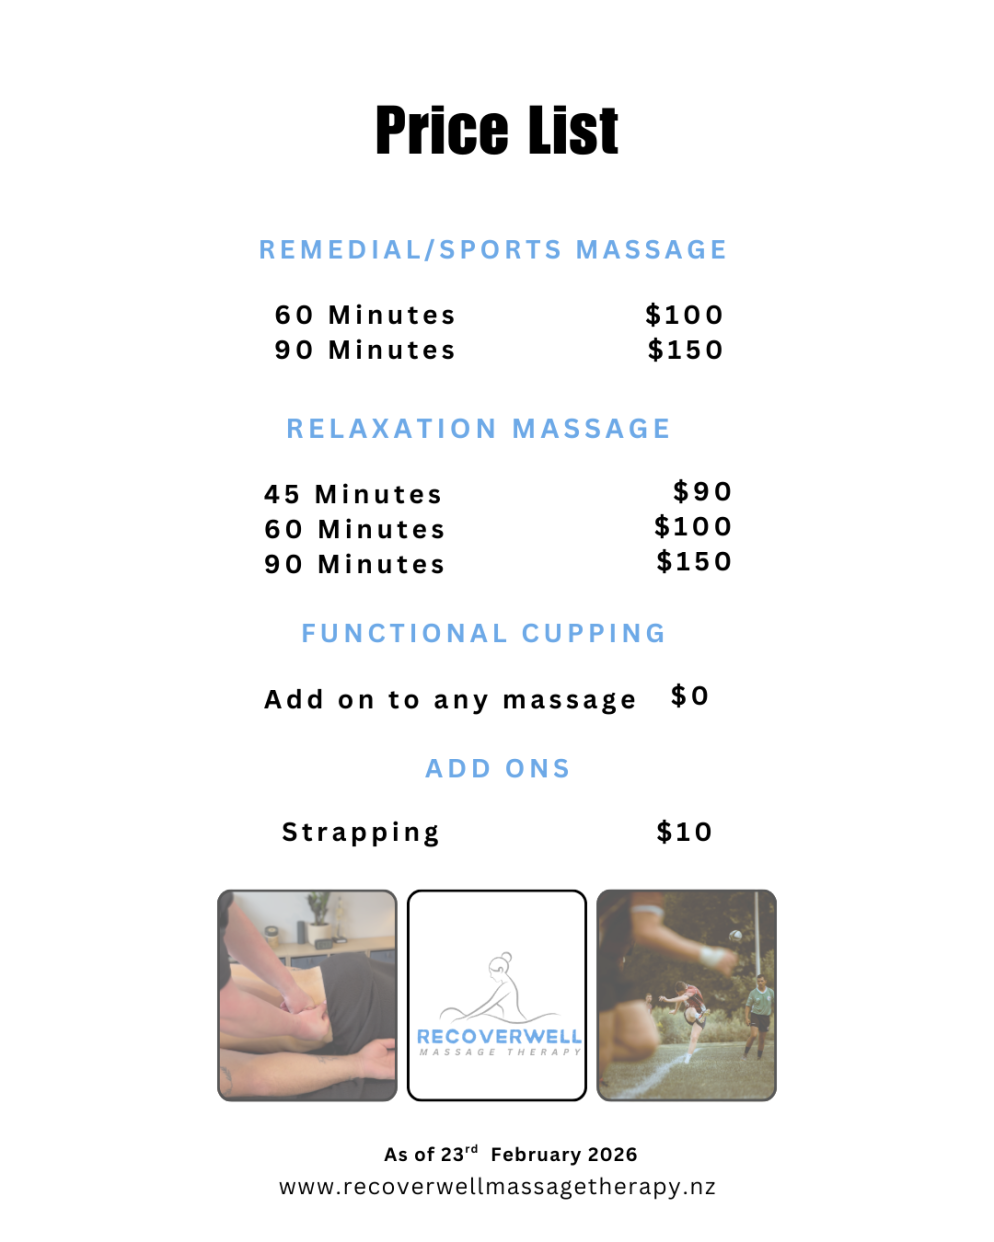 Price List
REMEDIAL/SPORTS MASSAGE
60 Minutes $100
90 Minutes $150
RELAXATION MASSAGE
45 Minutes $90
60 Minutes $100
90 Minutes $150
FUNCTIONAL CUPPING
Add on to any massage $0
ADD ONS
Strapping $10
RECOVERWELL
MASSAGE THERAPY
As of 23rd February 2026
www.recoverwellmassagetherapy.nz